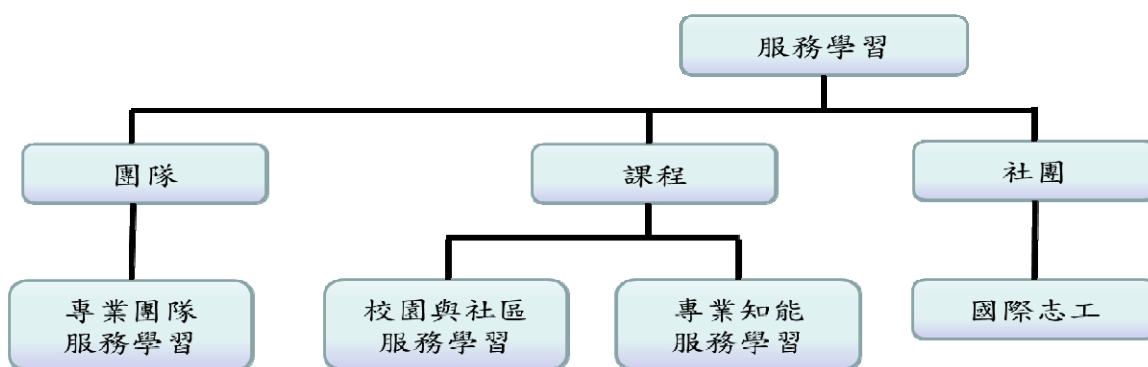 服務學習
團隊
課程
社團
專業團隊
服務學習
校園與社區
服務學習
專業知能
服務學習
國際志工